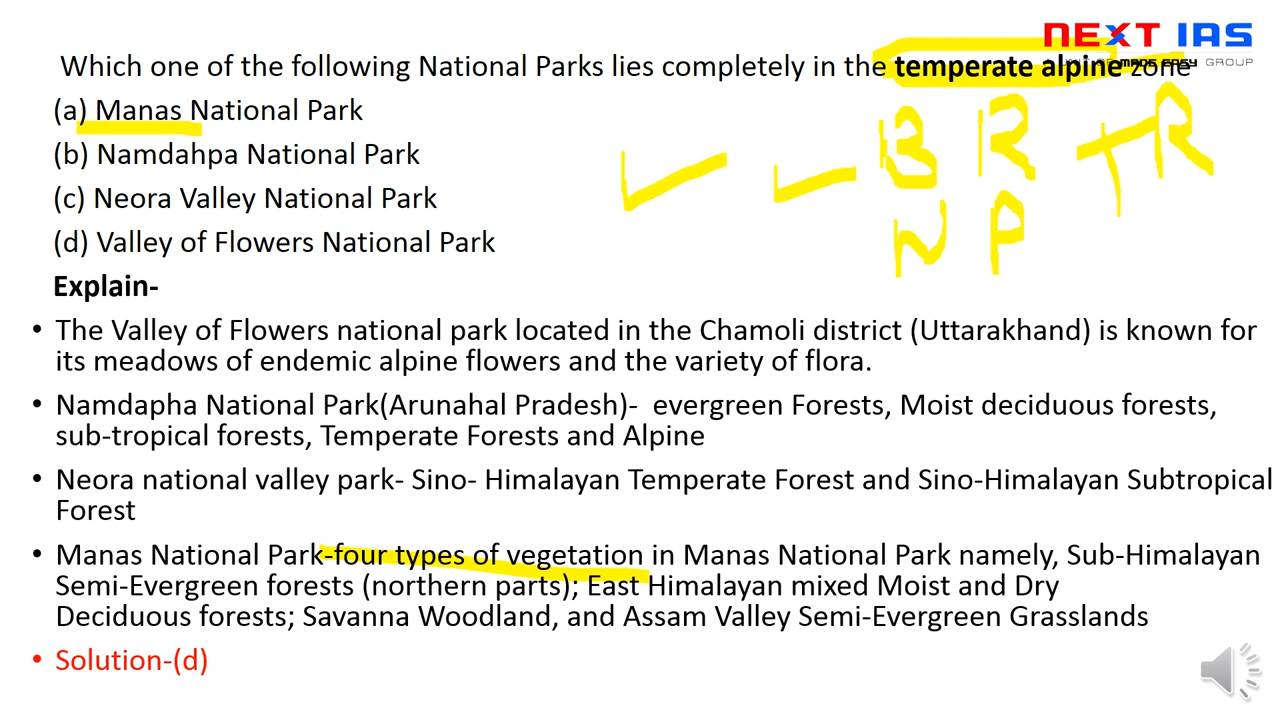 NEXT IAS
Which one of the following National Parks lies completely in the temperate alpine zone
MADE EASY GROUP
(a) Manas National Park
(b) Namdahpa National Park
(c) Neora Valley National Park
(d) Valley of Flowers National Park
B R TR
N P
Explain-
• The Valley of Flowers national park located in the Chamoli district (Uttarakhand) is known for
its meadows of endemic alpine flowers and the variety of flora.
• Namdapha National Park(Arunahal Pradesh)- evergreen Forests, Moist deciduous forests,
sub-tropical forests, Temperate Forests and Alpine
• Neora national valley park- Sino- Himalayan Temperate Forest and Sino-Himalayan Subtropical
Forest
• Manas National Park-four types of vegetation in Manas National Park namely, Sub-Himalayan
Semi-Evergreen forests (northern parts); East Himalayan mixed Moist and Dry
Deciduous forests; Savanna Woodland, and Assam Valley Semi-Evergreen Grasslands
• Solution-(d)